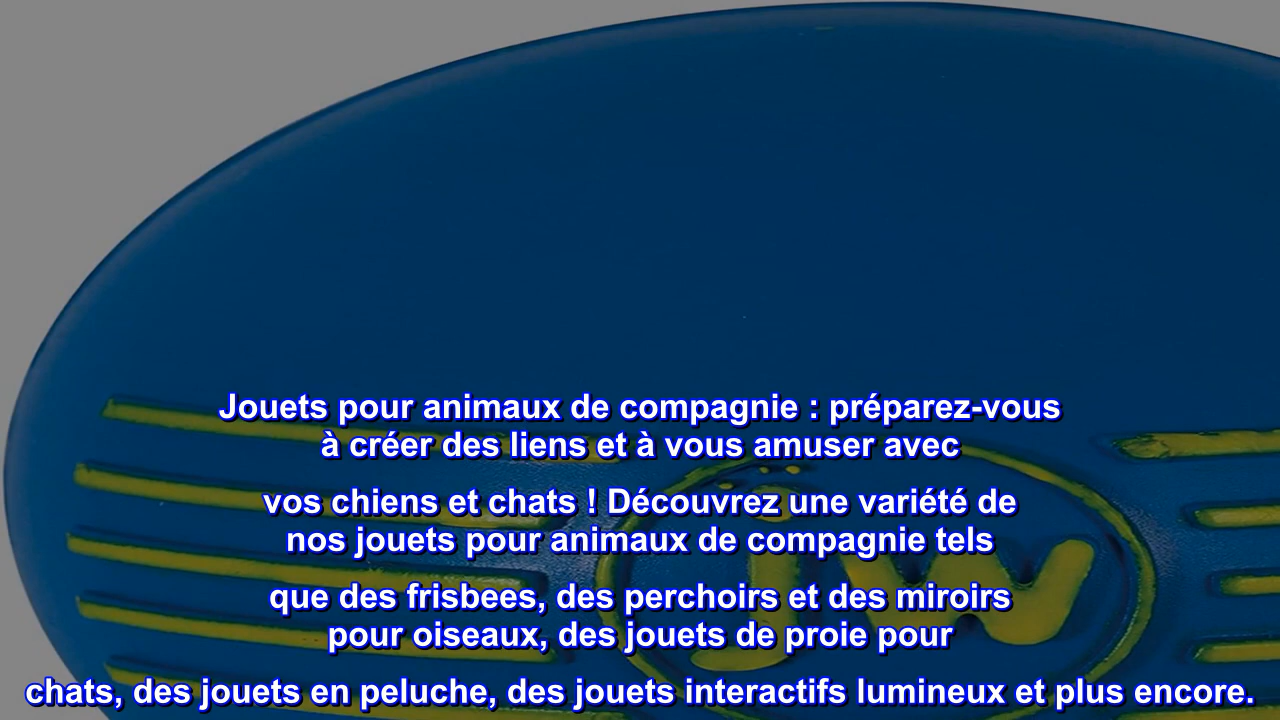 Jouets pour animaux de compagnie : préparez-vous
à créer des liens et à vous amuser avec
vos chiens et chats ! Découvrez une variété de
nos jouets pour animaux de compagnie tels
que des frisbees, des perchoirs et des miroirs
pour oiseaux, des jouets de proie pour
chats, des jouets en peluche, des jouets interactifs lumineux et plus encore.
JW